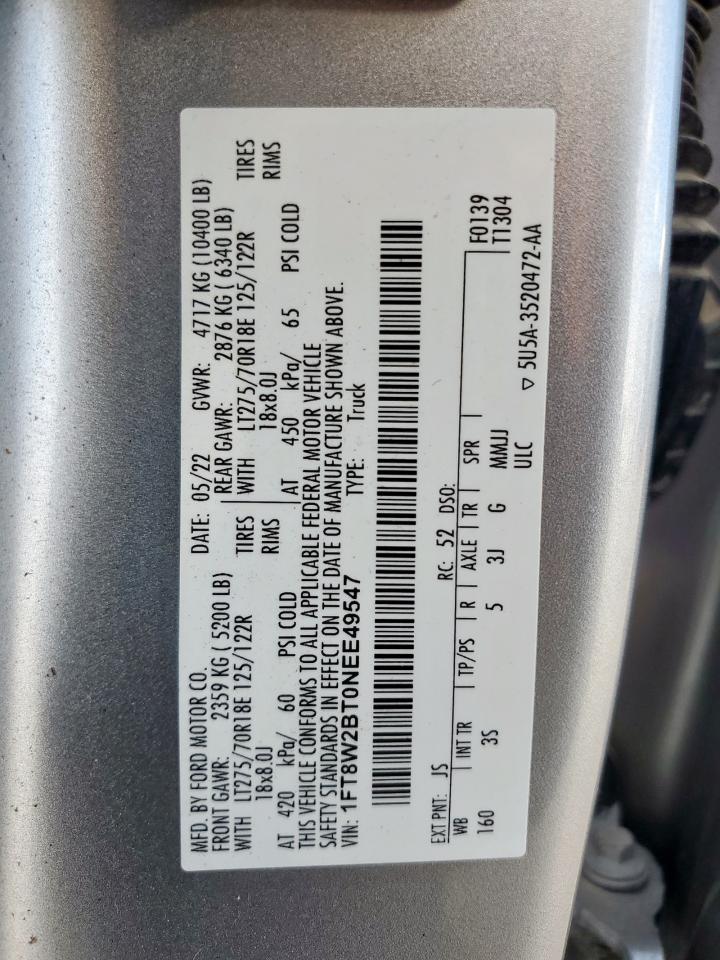 MFD. BY FORD MOTOR CO. DATE: 05/22 GVWR: 4717 KG (10400 LB)
FRONT GAWR: 2359 KG ( 5200 LB) REAR GAWR: 2876 KG ( 6340 LB)
WITH LT275/70R18E 125/122R TIRES WITH LT275/70R18E 125/122R TIRES
18x8.0J RIMS 18x8.0J RIMS
AT 420 kPa/ 60 PSI COLD AT 450 kPa/ 65 PSI COLD
THIS VEHICLE CONFORMS TO ALL APPLICABLE FEDERAL MOTOR VEHICLE
SAFETY STANDARDS IN EFFECT ON THE DATE OF MANUFACTURE SHOWN ABOVE.
VIN: 1FT8W2BT0NEE49547 TYPE: Truck
EXT PNT: JS RC: 52 DSO:
WB INT TR TP/PS R AXLE TR SPR F0139
160 3S 5 3J G MMJJ T1304
ULC
▽ 5U5A-3520472-AA